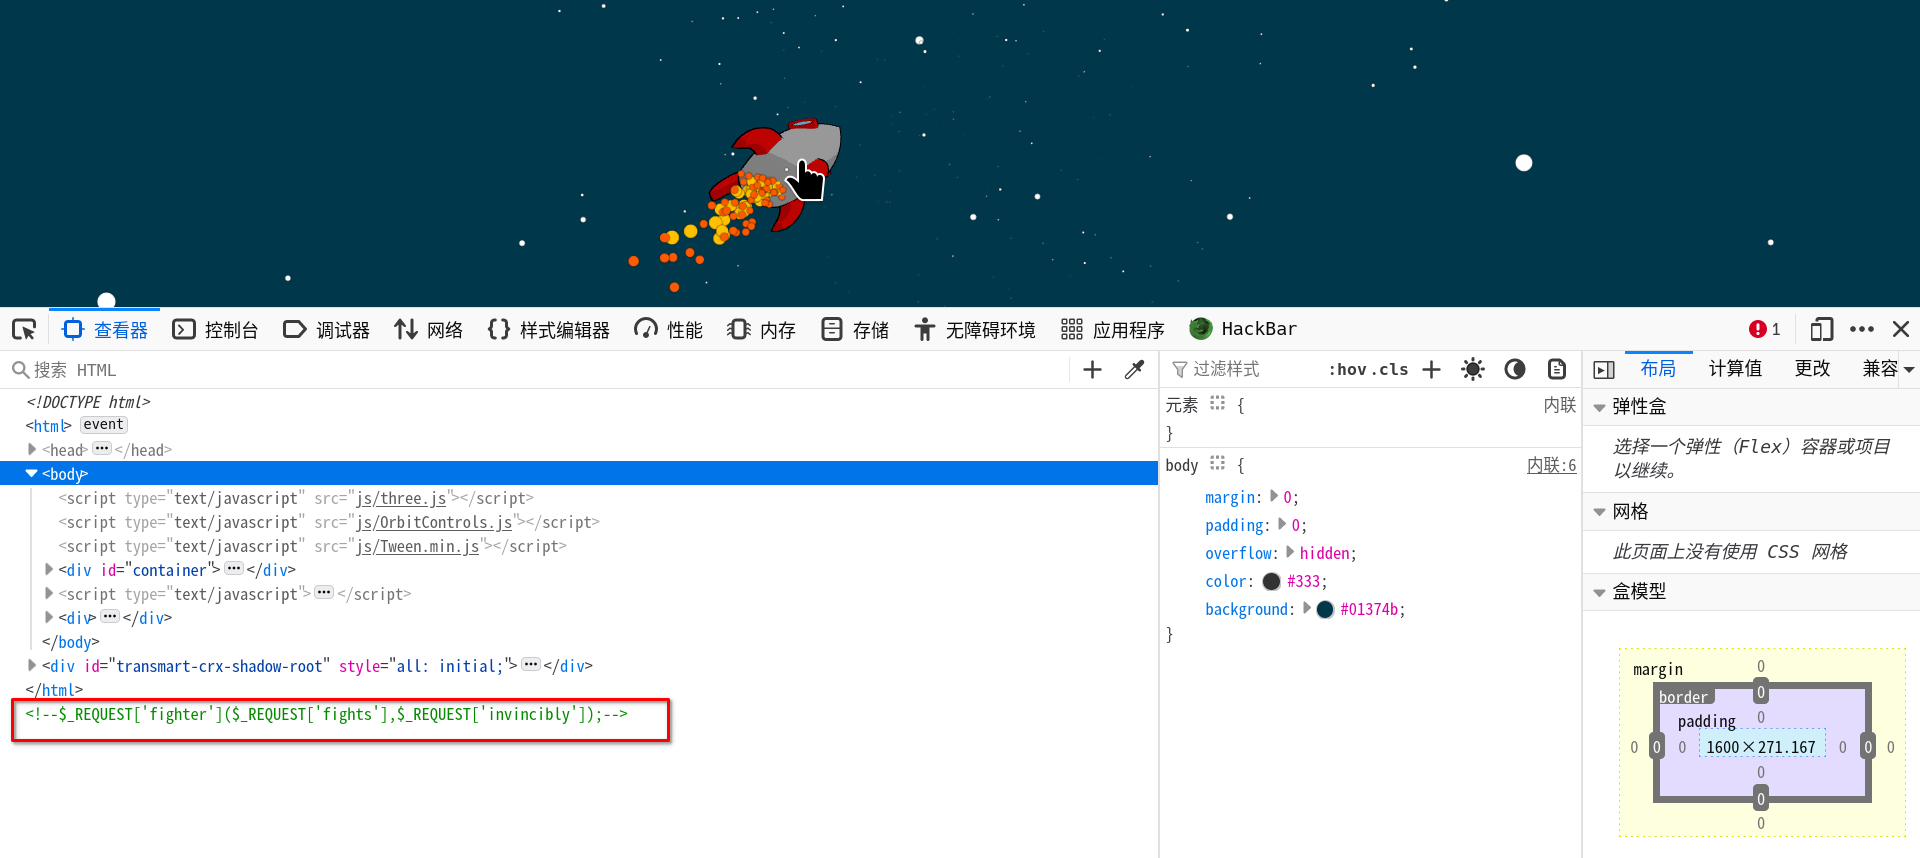 查看器 控制台 调试器 网络 {} 样式编辑器 性能 内存 存储 无障碍环境 应用程序 HackBar 1
搜索 HTML
<!DOCTYPE html>
<html> event
<head> ••• </head>
<body>
<script type="text/javascript" src="js/three.js"></script>
<script type="text/javascript" src="js/OrbitControls.js"></script>
<script type="text/javascript" src="js/Tween.min.js"></script>
<div id="container"> ••• </div>
<script type="text/javascript"> ••• </script>
<div> ••• </div>
</body>
<div id="transmart-crx-shadow-root" style="all: initial;"> ••• </div>
</html>
<!--$_REQUEST['fighter']($_REQUEST['fights'],$_REQUEST['invincibly']);-->
过滤样式 :hov .cls
元素 { 内联
}
body { 内联:6
margin: 0;
padding: 0;
overflow: hidden;
color: #333;
background: #01374b;
}
布局 计算值 更改 兼容
弹性盒
选择一个弹性（Flex）容器或项目
以继续。
网格
此页面上没有使用 CSS 网格
盒模型
margin 0
border 0
padding 0
0 0 0 1600×271.167 0 0 0
0
0
0